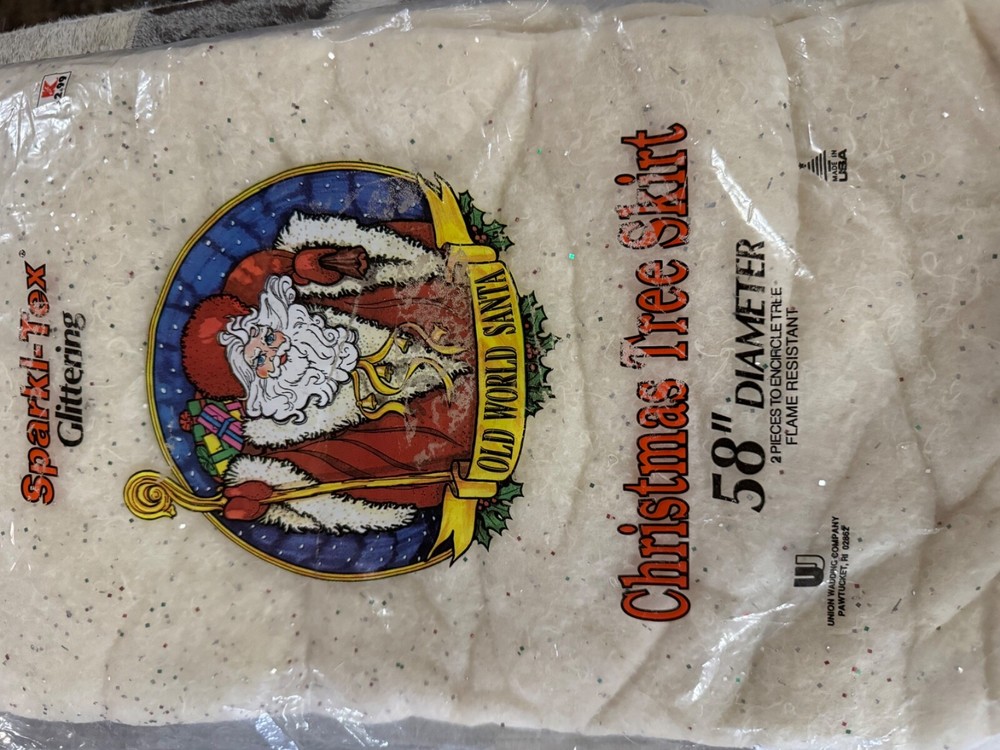 K
2.99
Sparkl-Tex®
Glittering
OLD WORLD SANTA
Christmas Tree Skirt
58" DIAMETER
2 PIECES TO ENCIRCLE TREE
FLAME RESISTANT
MADE IN
USA
UNION WADDING COMPANY
PAWTUCKET, RI 02862